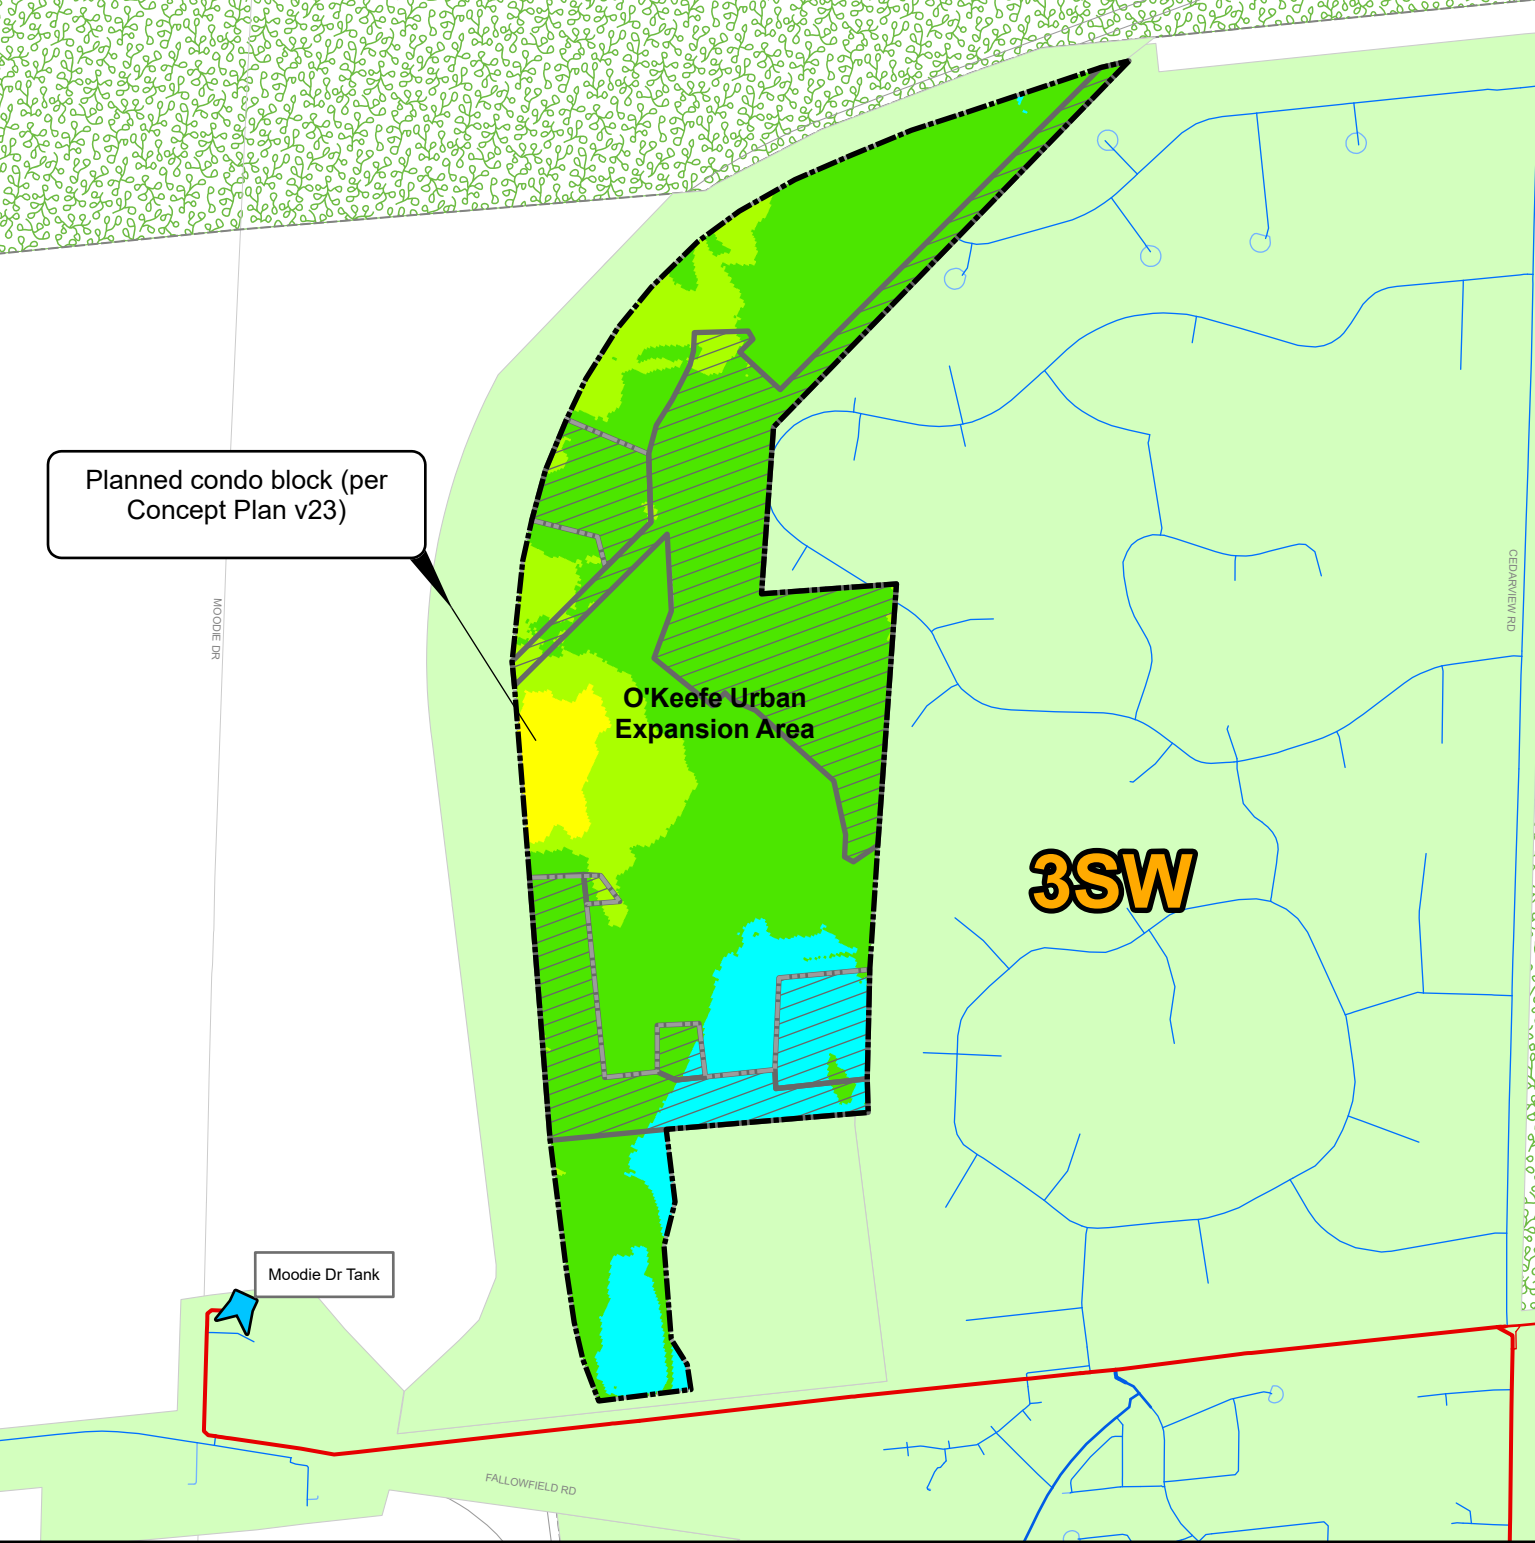 Planned condo block (per
Concept Plan v23)
MOODIE DR
CEDARVIEW RD
O'Keefe Urban
Expansion Area
3SW
Moodie Dr Tank
FALLOWFIELD RD